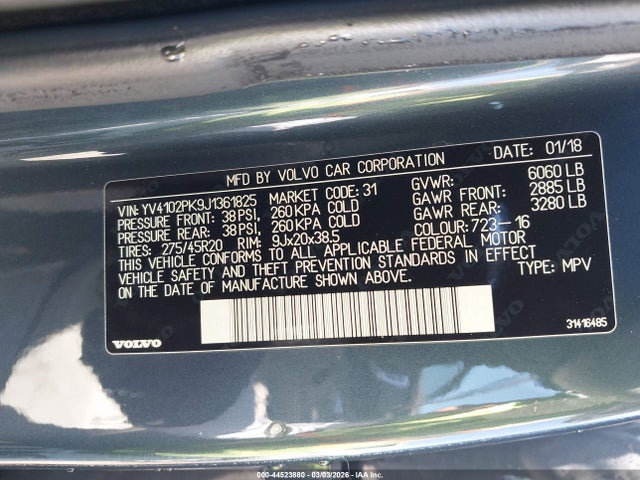 MFD BY VOLVO CAR CORPORATION DATE: 01/18
VIN: YV4102PK9J1361825 MARKET CODE: 31 GVWR: 6060 LB
FRONT TIRE PRESSURE: 38 PSI, 260 KPA COLD GAWR FRONT: 2885 LB
REAR TIRE PRESSURE: 38 PSI, 260 KPA COLD GAWR REAR: 3280 LB
TIRES: 275/45R20 RIM: 9Jx20x38.5 COLOUR: 723-16
THIS VEHICLE CONFORMS TO ALL APPLICABLE FEDERAL MOTOR
VEHICLE SAFETY AND THEFT PREVENTION STANDARDS IN EFFECT
ON THE DATE OF MANUFACTURE SHOWN ABOVE. TYPE: MPV
VOLVO 31416485
000-44523880 - 03/03/2026 - IAAI Inc.